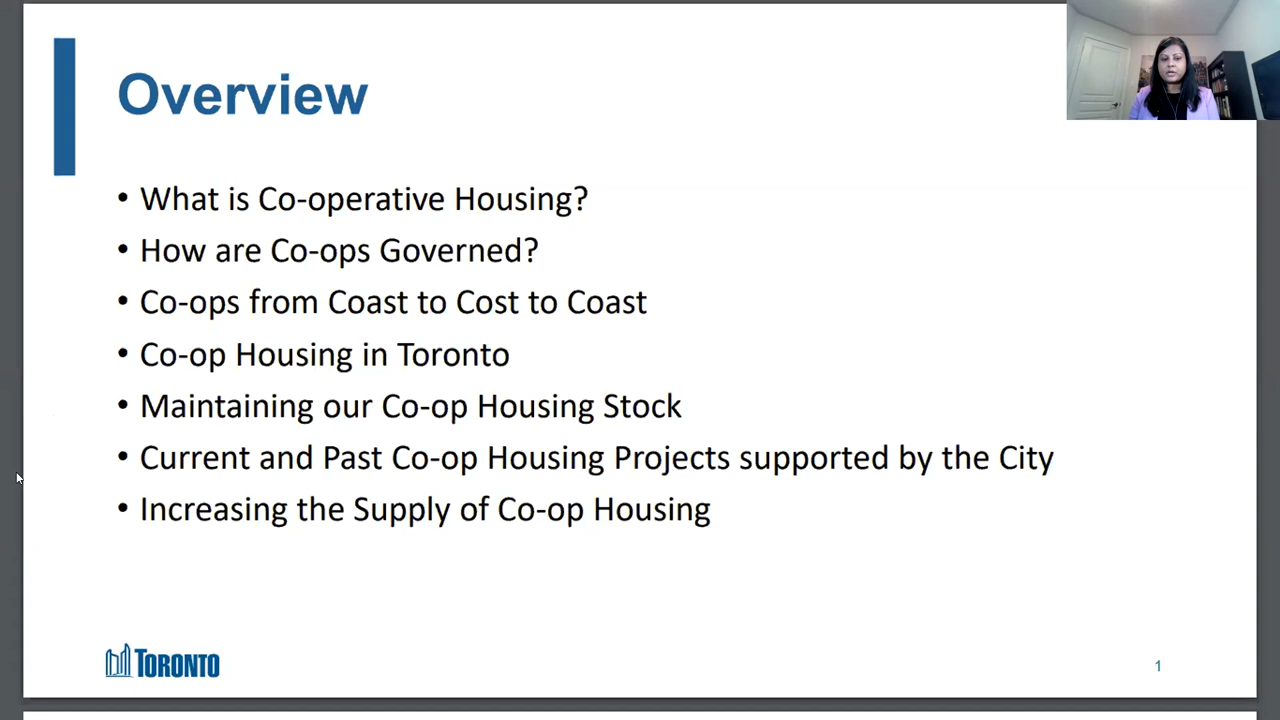 Overview
• What is Co-operative Housing?
• How are Co-ops Governed?
• Co-ops from Coast to Cost to Coast
• Co-op Housing in Toronto
• Maintaining our Co-op Housing Stock
• Current and Past Co-op Housing Projects supported by the City
• Increasing the Supply of Co-op Housing
TORONTO
1